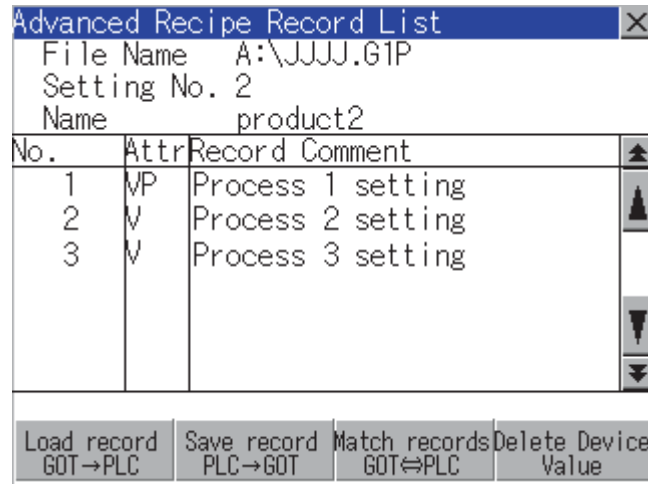 Advanced Recipe Record List
File Name A:\JJJJ.G1P
Setting No. 2
Name product2
No. Attr Record Comment
1 VP Process 1 setting
2 V Process 2 setting
3 V Process 3 setting
Load record Save record Match records Delete Device
GOT→PLC PLC→GOT GOT⇔PLC Value